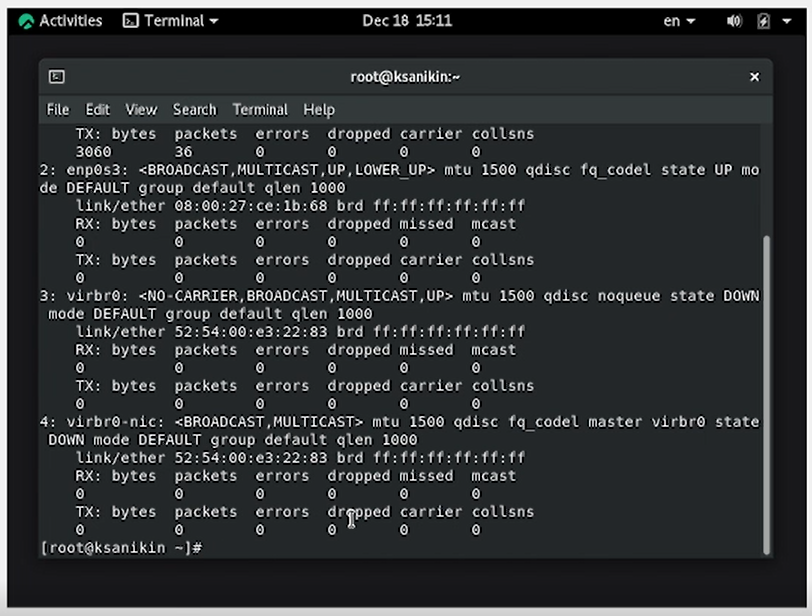 Activities Terminal Dec 18 15:11 en
root@ksanikin:~
File Edit View Search Terminal Help
TX: bytes packets errors dropped carrier collsns
3060 36 0 0 0 0
2: enp0s3: <BROADCAST,MULTICAST,UP,LOWER_UP> mtu 1500 qdisc fq_codel state UP mo
de DEFAULT group default qlen 1000
link/ether 08:00:27:ce:1b:68 brd ff:ff:ff:ff:ff:ff
RX: bytes packets errors dropped missed mcast
0 0 0 0 0 0
TX: bytes packets errors dropped carrier collsns
0 0 0 0 0 0
3: virbr0: <NO-CARRIER,BROADCAST,MULTICAST,UP> mtu 1500 qdisc noqueue state DOWN
mode DEFAULT group default qlen 1000
link/ether 52:54:00:e3:22:83 brd ff:ff:ff:ff:ff:ff
RX: bytes packets errors dropped missed mcast
0 0 0 0 0 0
TX: bytes packets errors dropped carrier collsns
0 0 0 0 0 0
4: virbr0-nic: <BROADCAST,MULTICAST> mtu 1500 qdisc fq_codel master virbr0 state
DOWN mode DEFAULT group default qlen 1000
link/ether 52:54:00:e3:22:83 brd ff:ff:ff:ff:ff:ff
RX: bytes packets errors dropped missed mcast
0 0 0 0 0 0
TX: bytes packets errors dropped carrier collsns
0 0 0 0 0 0
[root@ksanikin ~]#